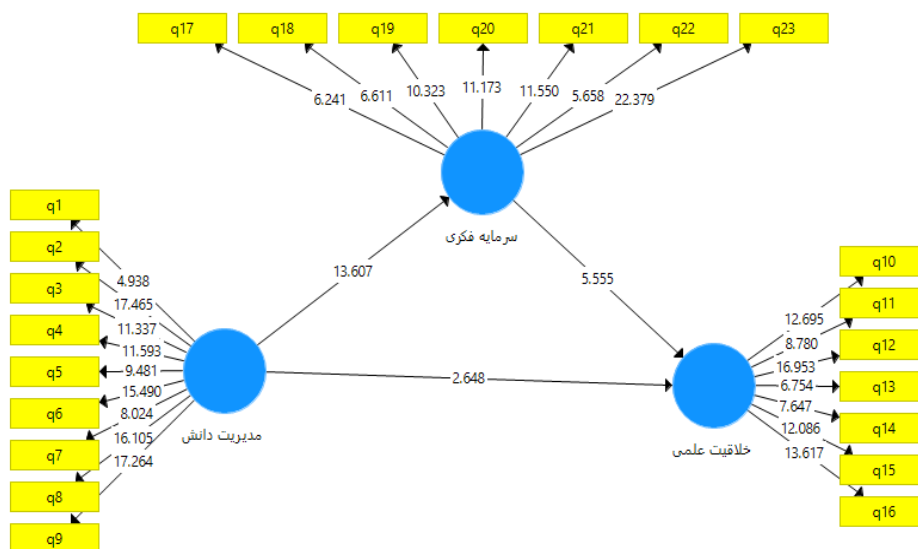 q17 q18 q19 q20 q21 q22 q23
6.241 6.611 10.323 11.173 11.550 5.658 22.379
سرمایه فکری
13.607
5.555
2.648
q1
q2
q3
q4
q5
q6
q7
q8
q9
4.938
17.465
11.337
11.593
9.481
15.490
8.024
16.105
17.264
مدیریت دانش
q10
q11
q12
q13
q14
q15
q16
12.695
8.780
16.953
6.754
7.647
12.086
13.617
خلاقیت علمی